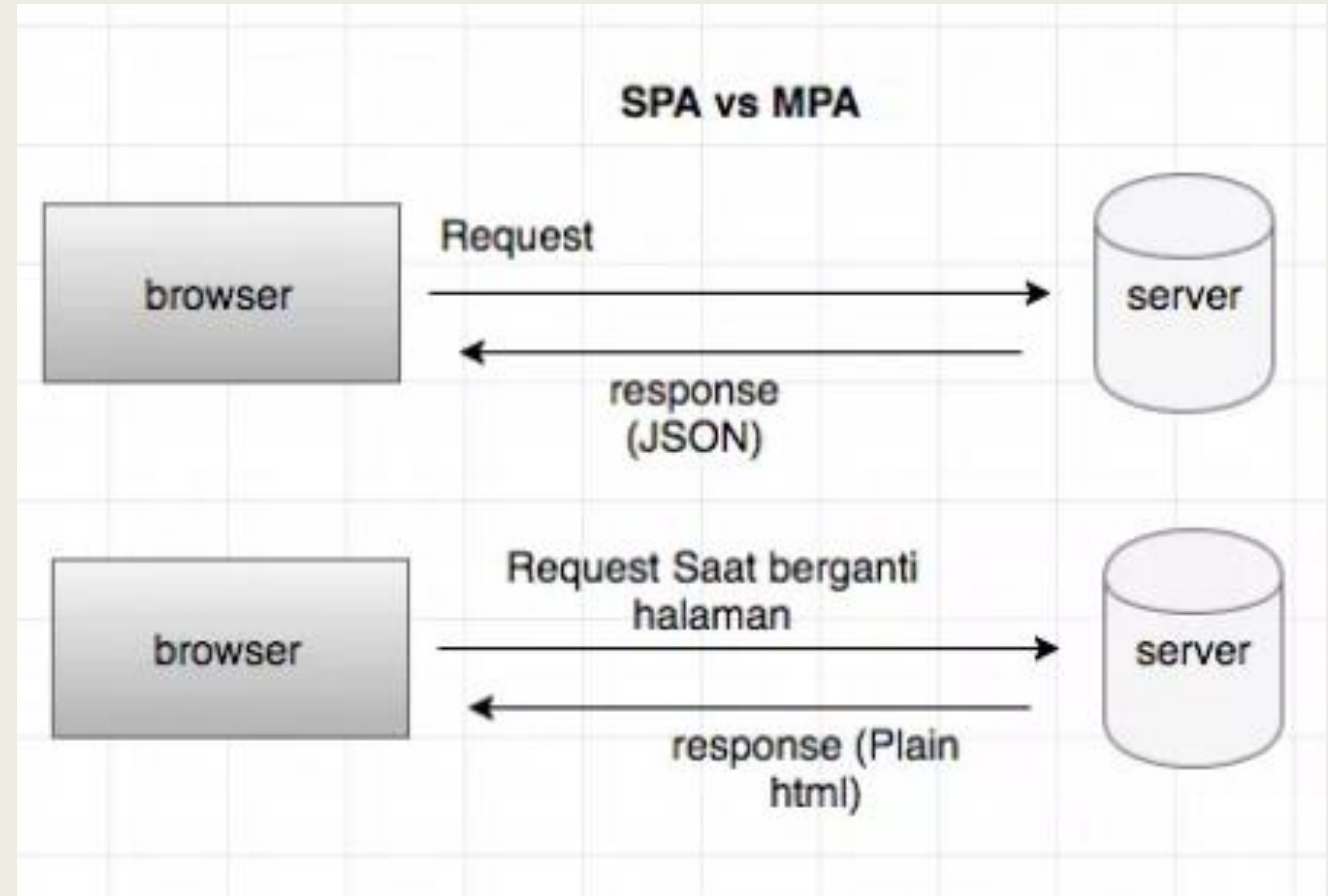 SPA vs MPA
Request
browser
server
response
(JSON)
Request Saat berganti
halaman
browser
server
response (Plain
html)